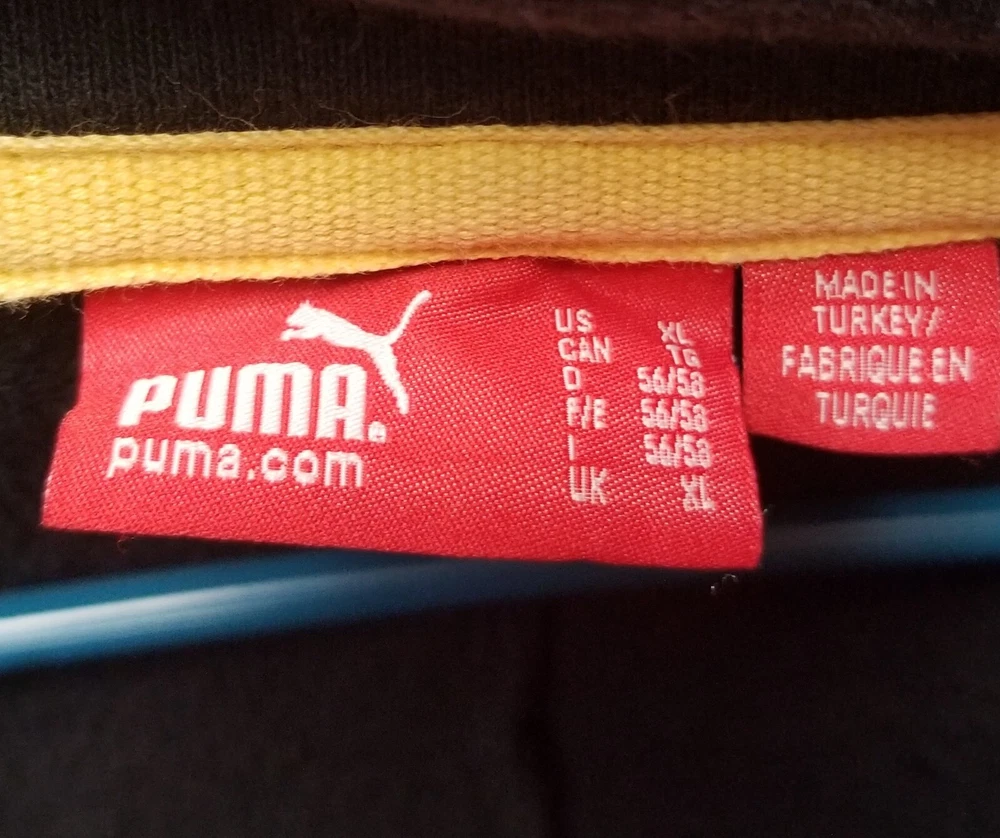 PUMA.
puma.com
US XL
CAN TG
D 56/58
F/E 56/58
I 56/58
UK XL
MADE IN
TURKEY/
FABRIQUE EN
TURQUIE